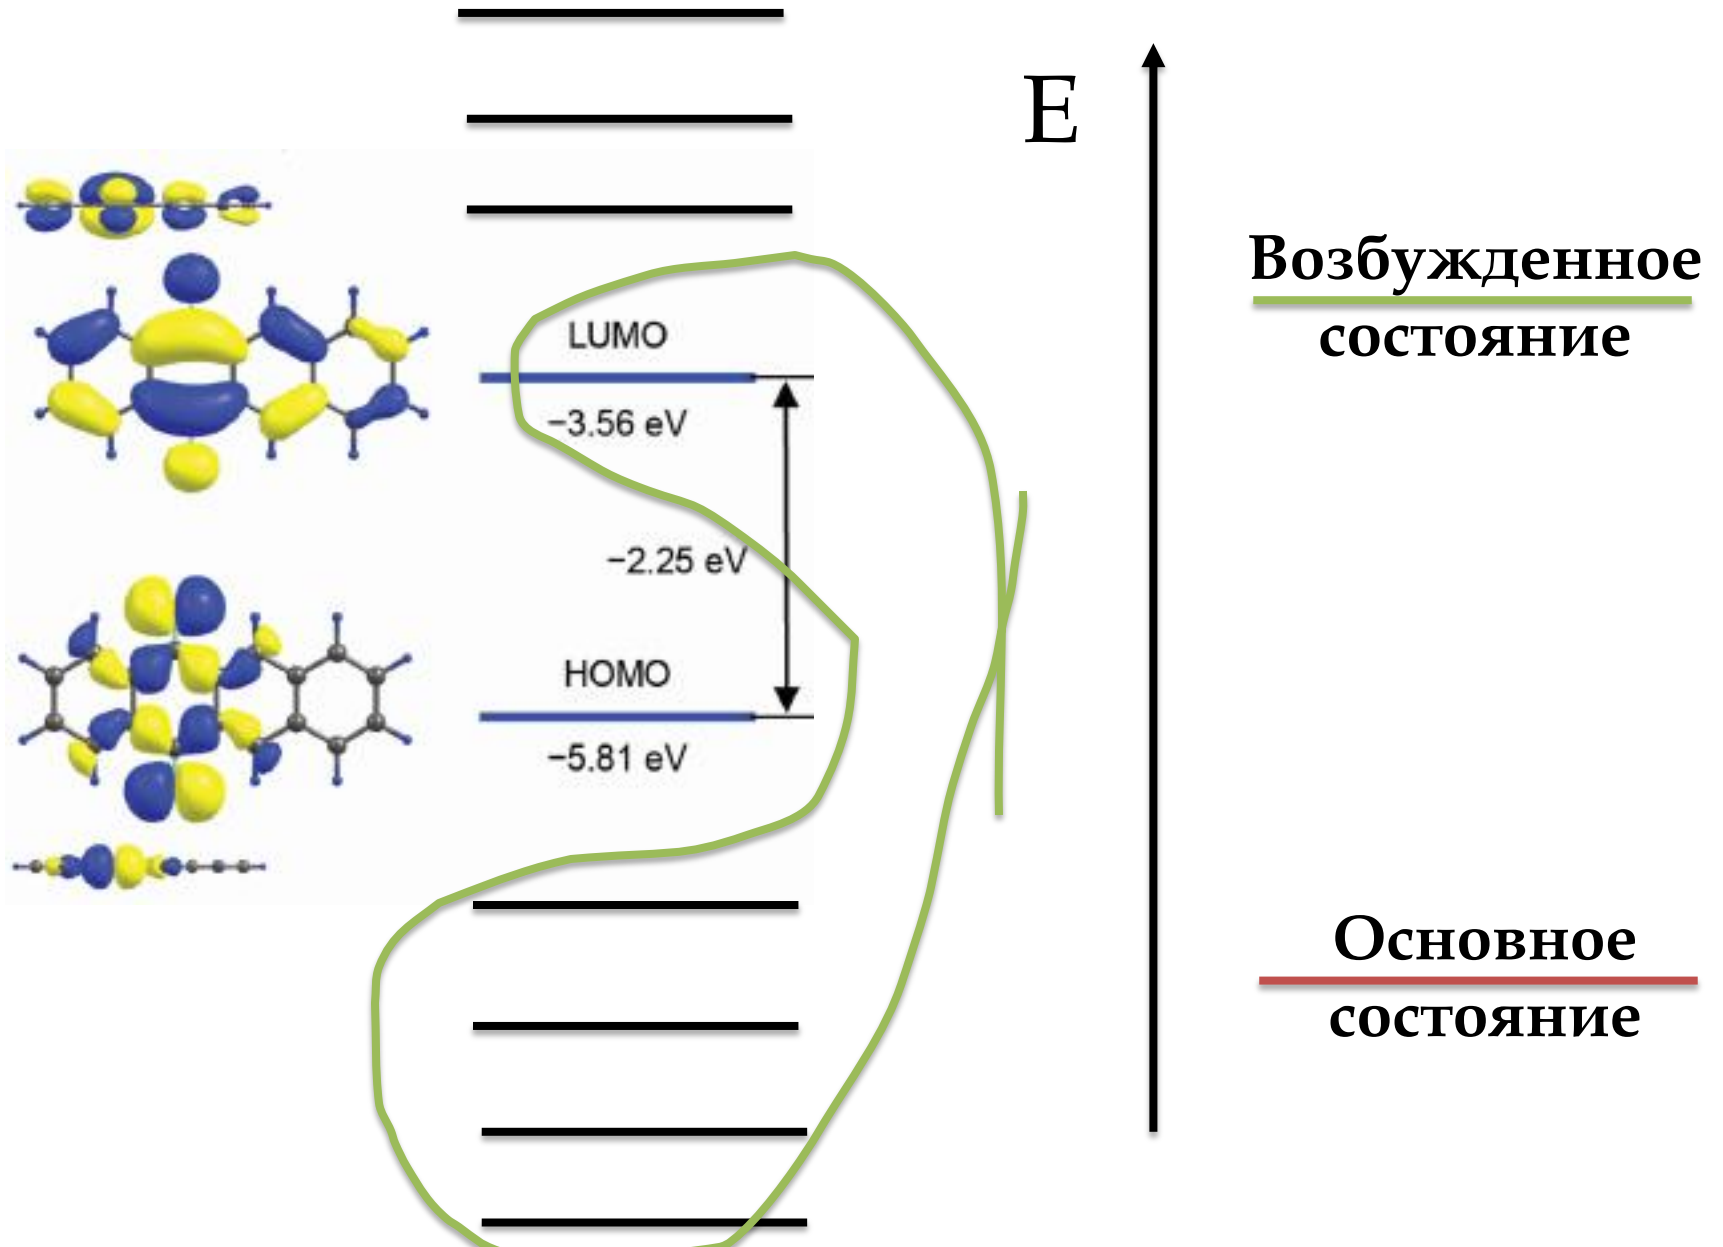 E
Возбужденное
состояние
LUMO
−3.56 eV
−2.25 eV
HOMO
−5.81 eV
Основное
состояние